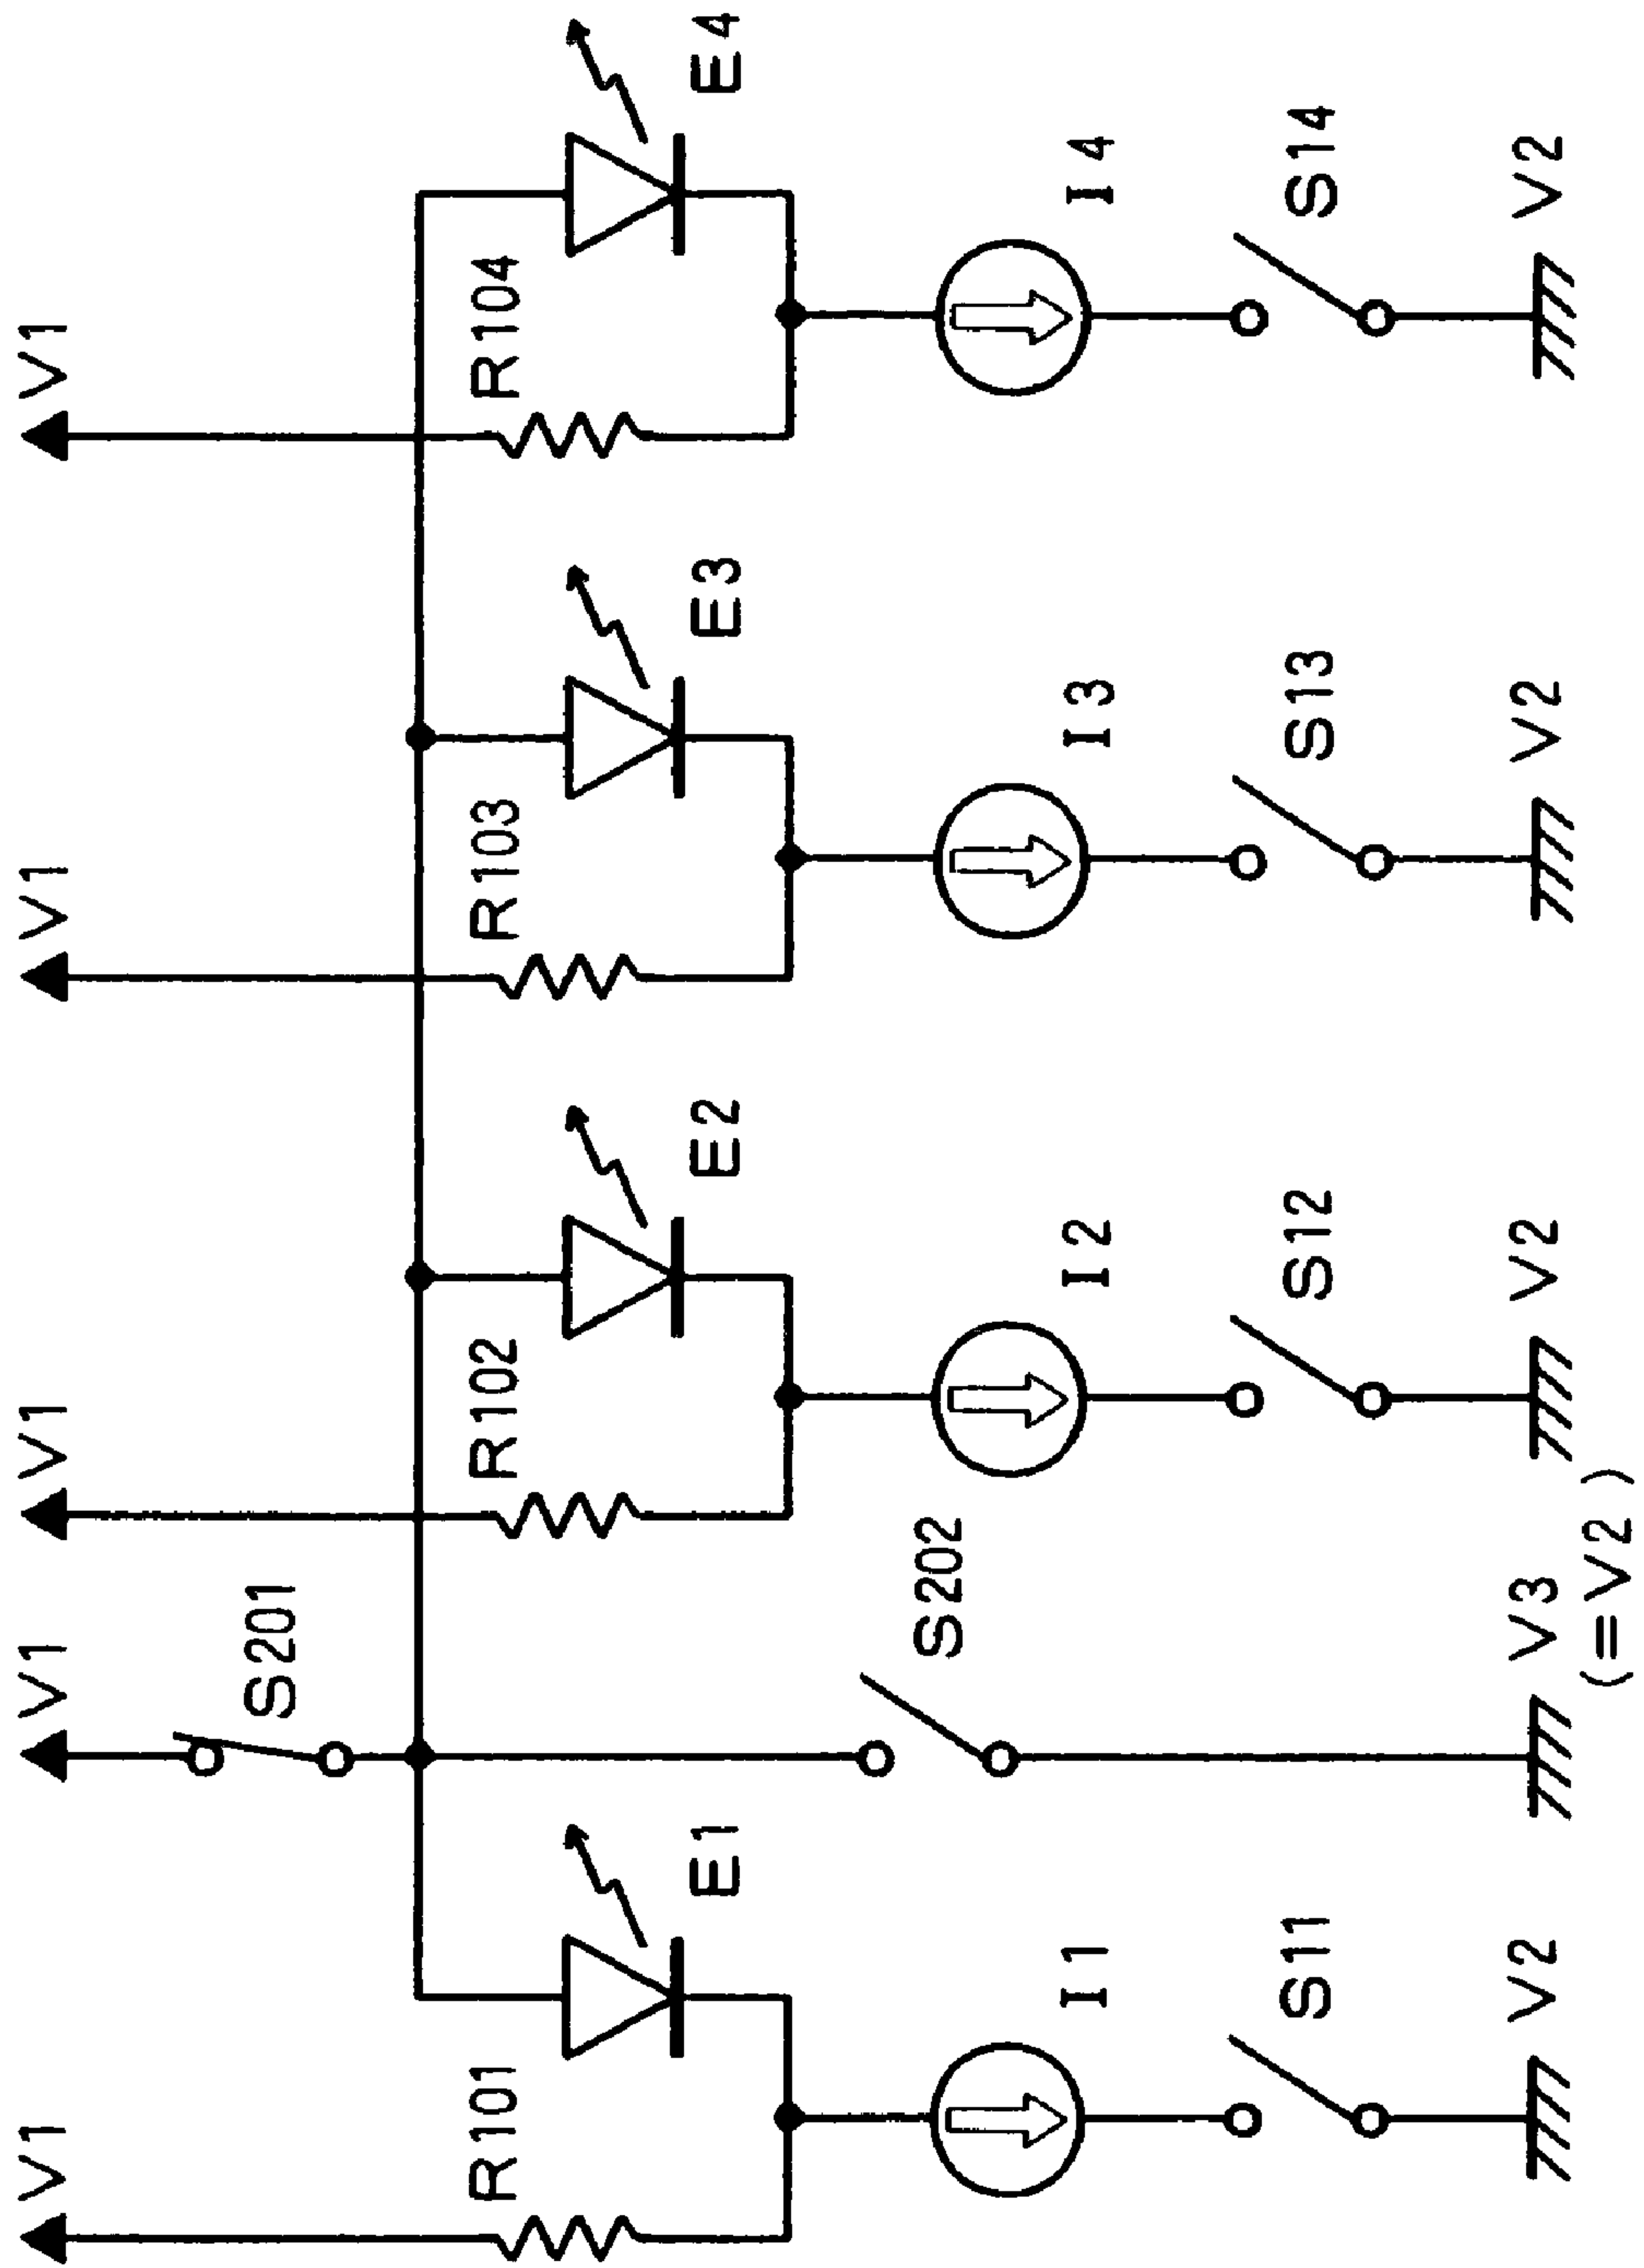 V1
V1
V1
V1
V1
S201
R101
R102
R103
R104
E1
E2
E3
E4
S202
I1
I2
I3
I4
S11
S12
S13
S14
V2
V3
(=V2)
V2
V2
V2